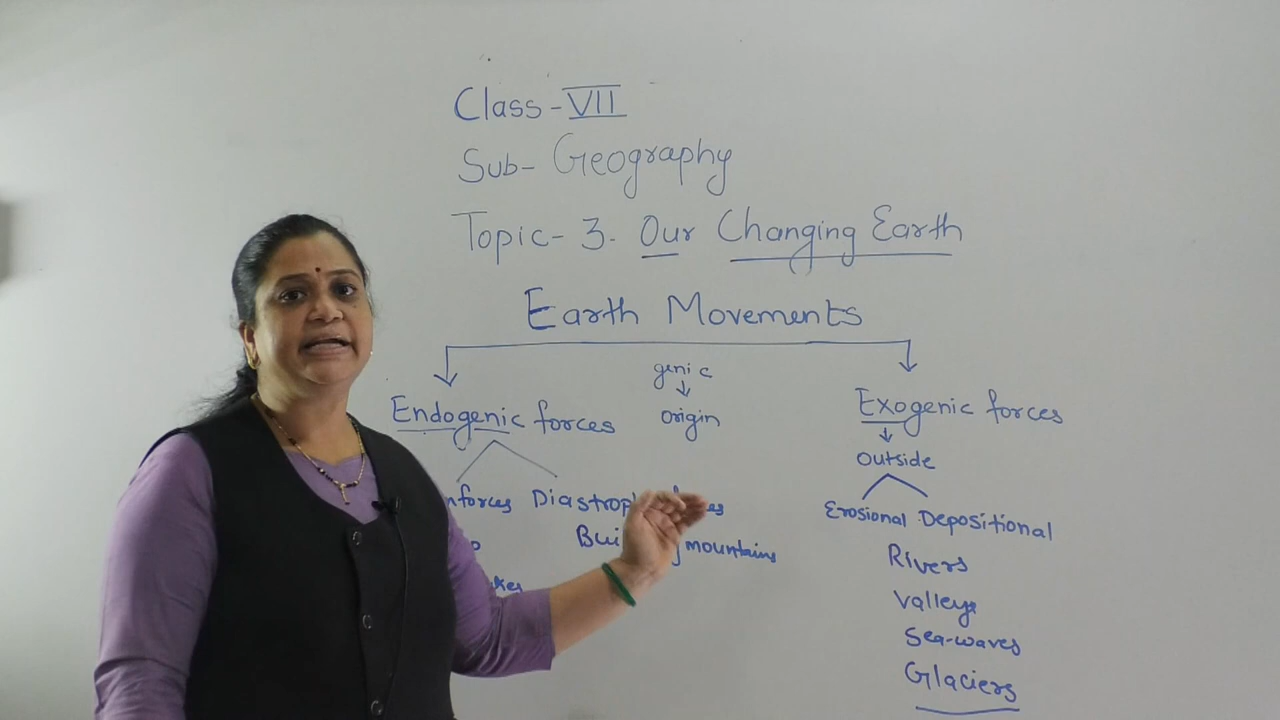 Class - VII
Sub- Geography
Topic- 3. Our Changing Earth
Earth Movements
genic
origin
Endogenic forces
Exogenic forces
outside
Erosional Depositional
Rivers
Valleys
Sea-waves
Glaciers
mountains